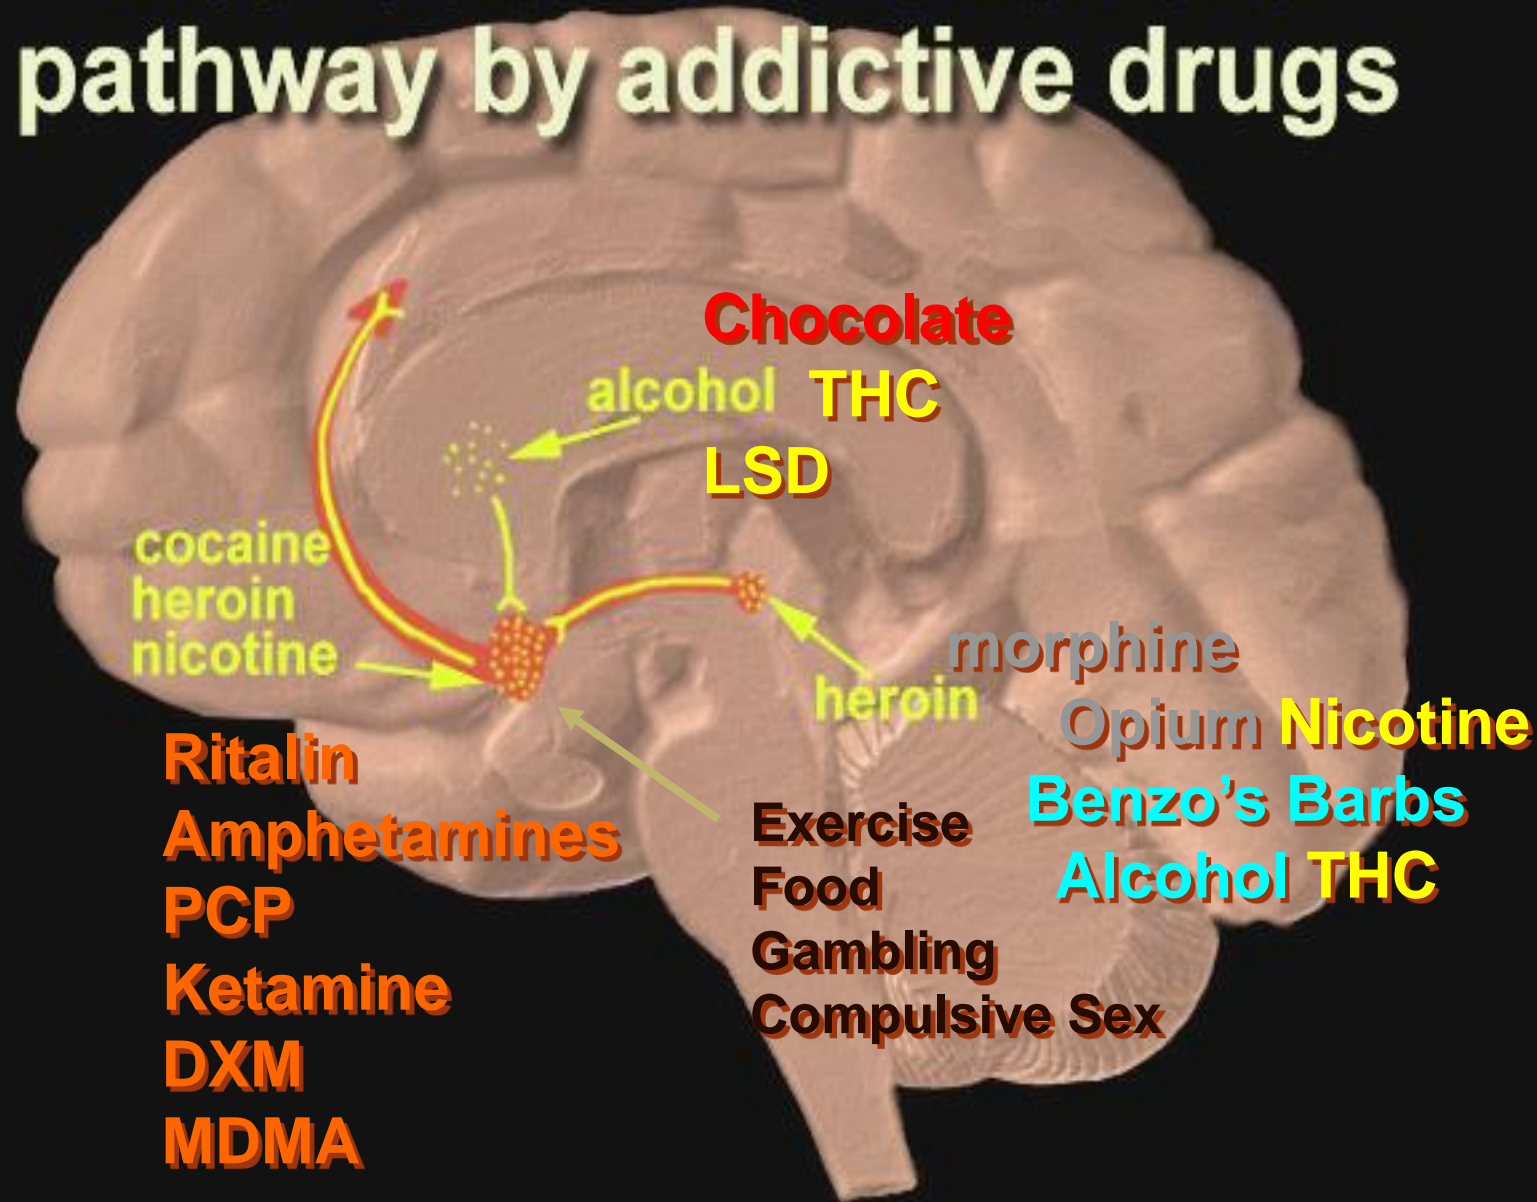 pathway by addictive drugs
Chocolate
alcohol THC
LSD
cocaine
heroin
nicotine
heroin
morphine
Opium Nicotine
Benzo’s Barbs
Alcohol THC
Ritalin
Amphetamines
PCP
Ketamine
DXM
MDMA
Exercise
Food
Gambling
Compulsive Sex